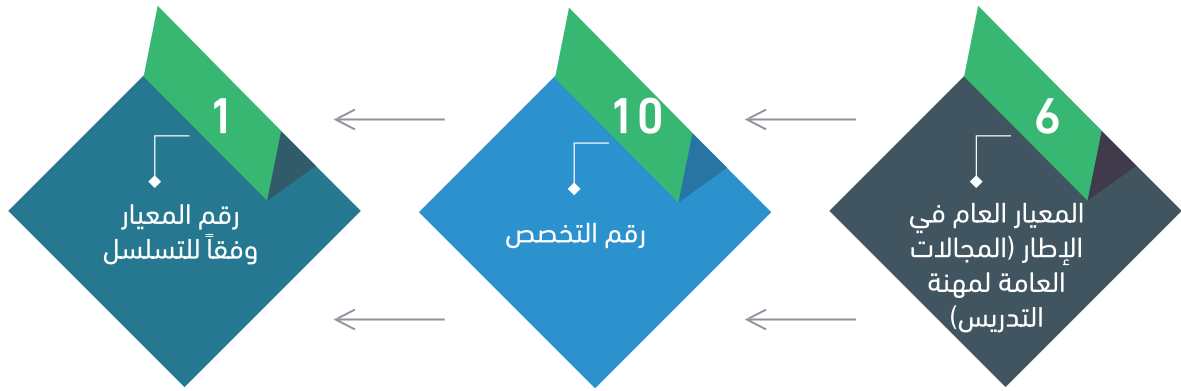 6
المعيار العام في
الإطار (المجالات
العامة لمهنة
التدريس)
10
رقم التخصص
1
رقم المعيار
وفقاً للتسلسل